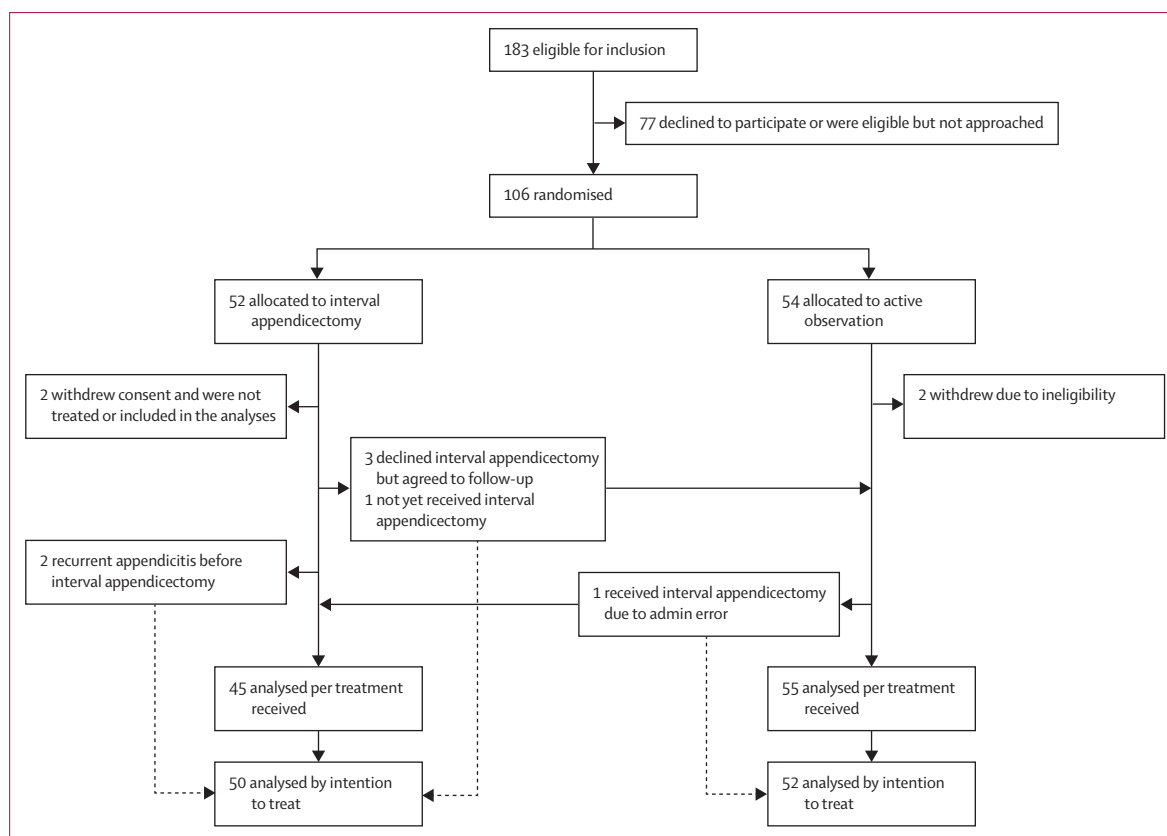 183 eligible for inclusion
77 declined to participate or were eligible but not approached
106 randomised
52 allocated to interval
appendicectomy
54 allocated to active
observation
2 withdrew consent and were not
treated or included in the analyses
2 withdrew due to ineligibility
3 declined interval appendicectomy
but agreed to follow-up
1 not yet received interval
appendicectomy
2 recurrent appendicitis before
interval appendicectomy
1 received interval appendicectomy
due to admin error
45 analysed per treatment
received
55 analysed per treatment
received
50 analysed by intention
to treat
52 analysed by intention
to treat